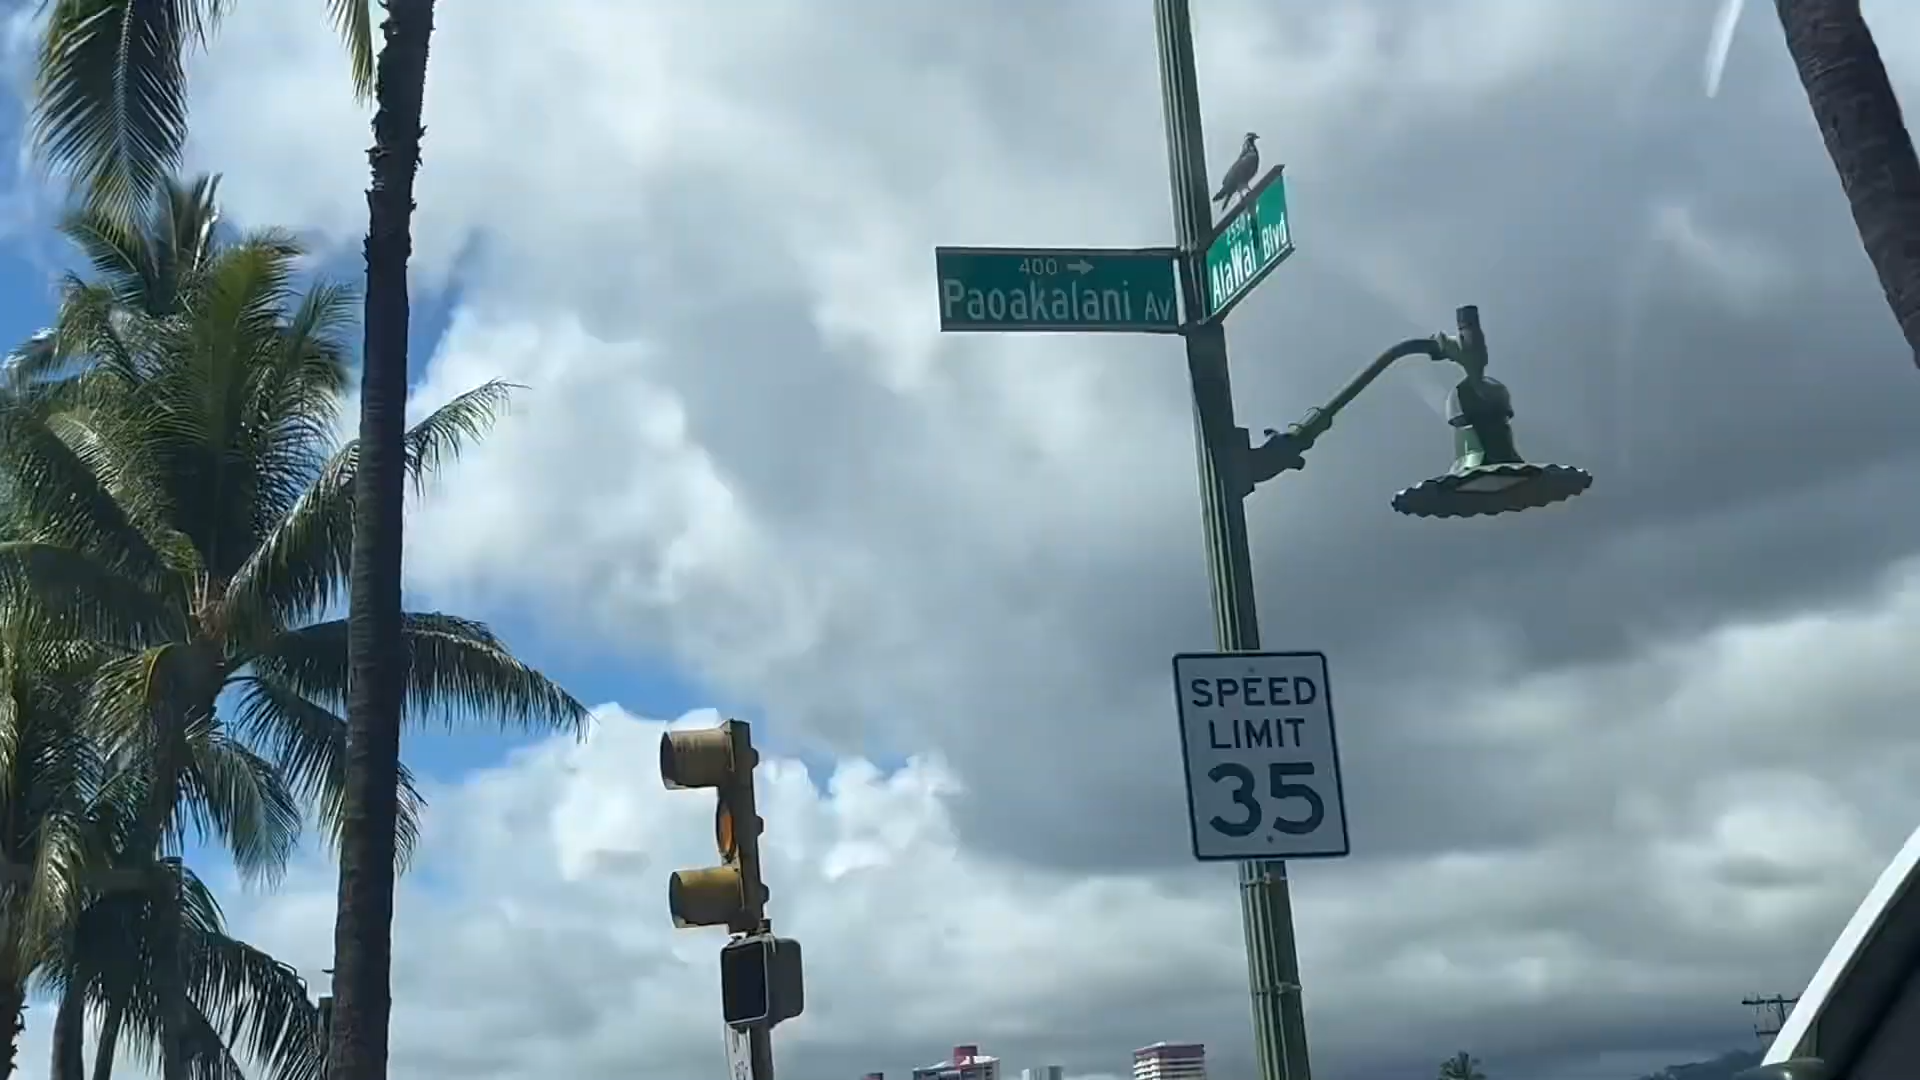 400 →
Paoakalani Av
AlaWai Blvd
SPEED
LIMIT
35